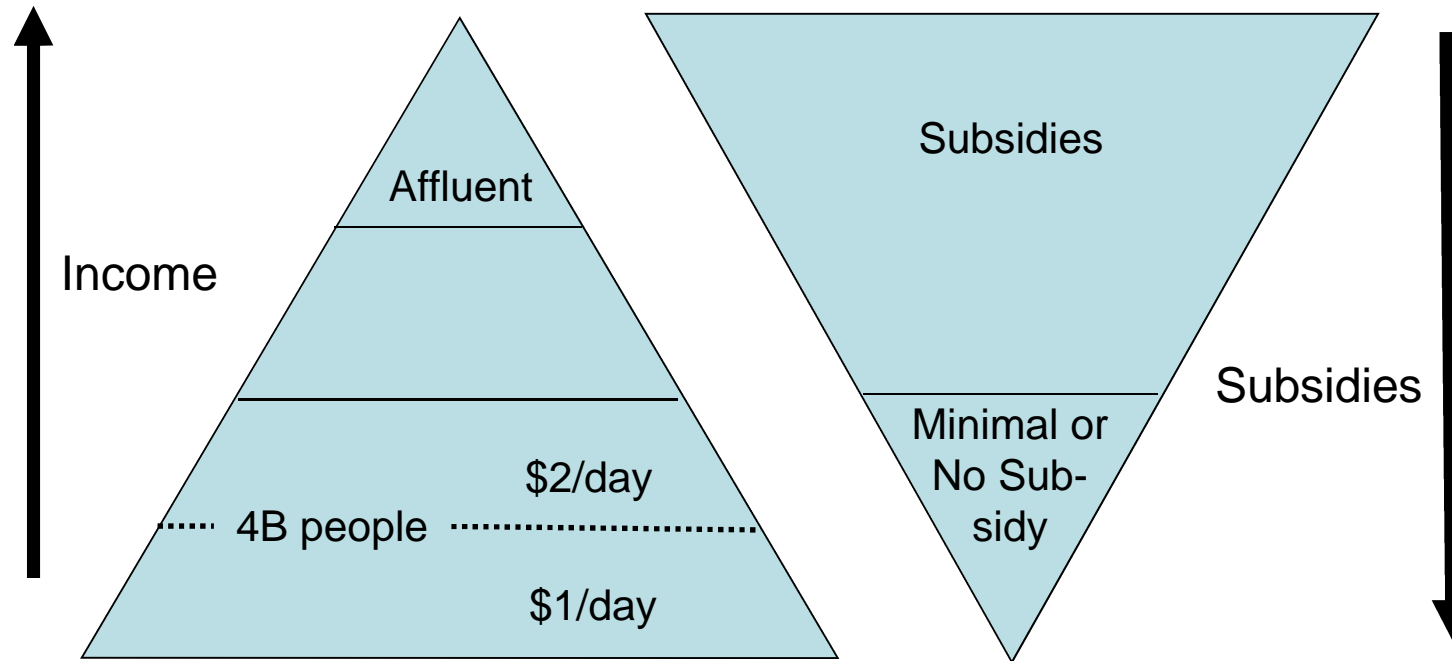 Subsidies
Affluent
Income
Subsidies
Minimal or
No Sub-
sidy
$2/day
4B people
$1/day